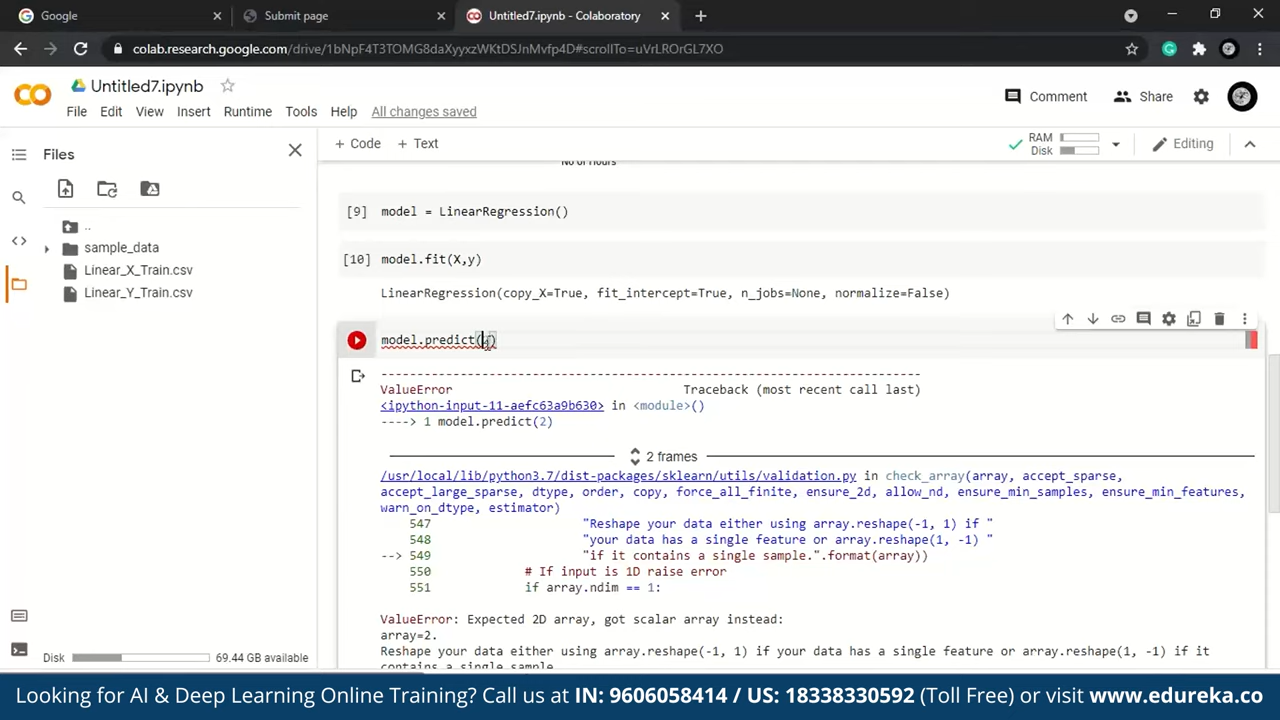 Google
Submit page
Untitled7.ipynb - Colaboratory
colab.research.google.com/drive/1bNpF4T3TOMG8daXyyxzWKtDSJnMvfp4D#scrollTo=uVrLROrGL7XO
Untitled7.ipynb
File Edit View Insert Runtime Tools Help All changes saved
Comment Share
Files
+ Code + Text
RAM
Disk
Editing
..
sample_data
Linear_X_Train.csv
Linear_Y_Train.csv
Disk 69.44 GB available
No of Hours
[9] model = LinearRegression()
[10] model.fit(X,y)
LinearRegression(copy_X=True, fit_intercept=True, n_jobs=None, normalize=False)
model.predict()
---------------------------------------------------------------------------
ValueError Traceback (most recent call last)
<ipython-input-11-aefc63a9b630> in <module>()
----> 1 model.predict(2)
2 frames
/usr/local/lib/python3.7/dist-packages/sklearn/utils/validation.py in check_array(array, accept_sparse,
accept_large_sparse, dtype, order, copy, force_all_finite, ensure_2d, allow_nd, ensure_min_samples, ensure_min_features,
warn_on_dtype, estimator)
547 "Reshape your data either using array.reshape(-1, 1) if "
548 "your data has a single feature or array.reshape(1, -1) "
--> 549 "if it contains a single sample.".format(array))
550 # If input is 1D raise error
551 if array.ndim == 1:
ValueError: Expected 2D array, got scalar array instead:
array=2.
Reshape your data either using array.reshape(-1, 1) if your data has a single feature or array.reshape(1, -1) if it
contains a single sample.
Looking for AI & Deep Learning Online Training? Call us at IN: 9606058414 / US: 18338330592 (Toll Free) or visit www.edureka.co